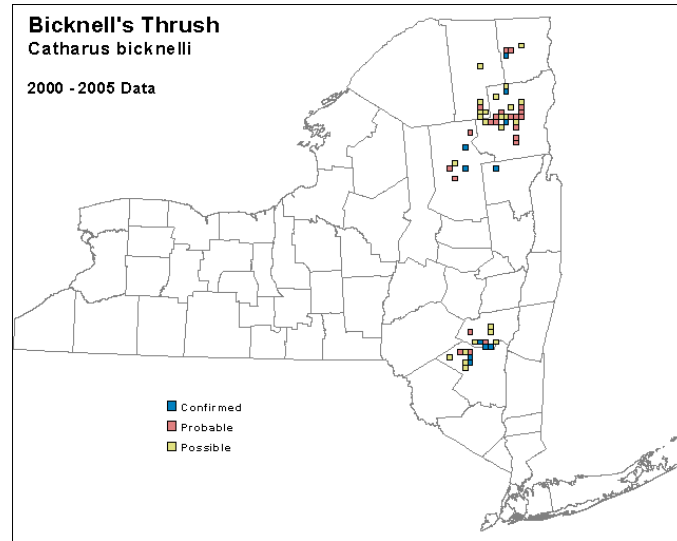 Bicknell's Thrush
Catharus bicknelli
2000 - 2005 Data
Confirmed
Probable
Possible